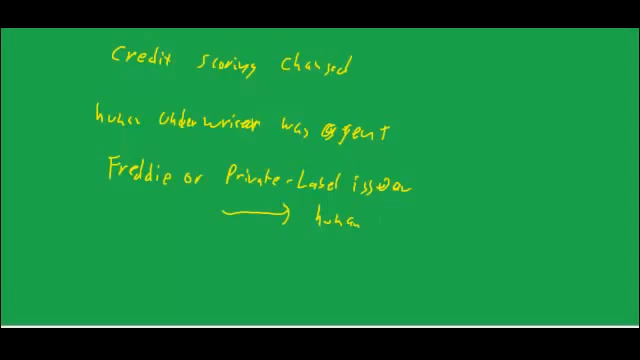 Credit scoring changed
human underwriter was agent
Freddie or Private-Label issuer
→ human